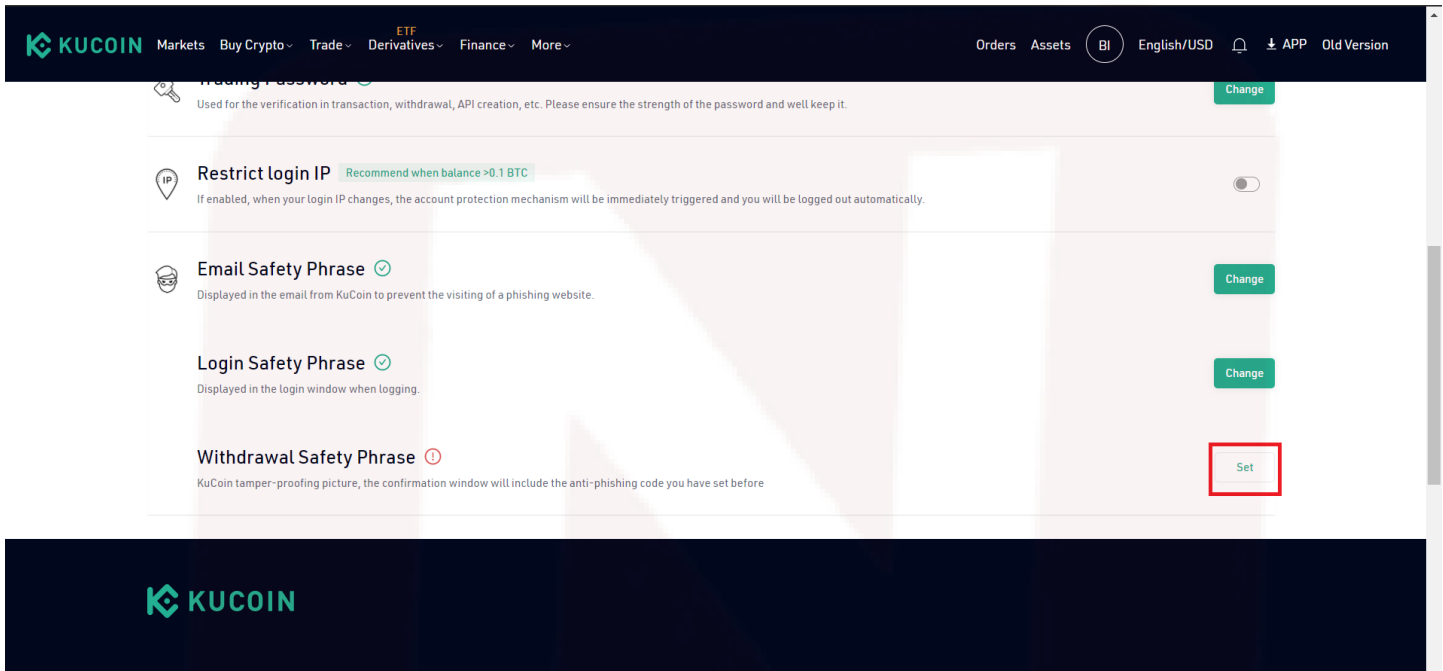 ETF
KUCOIN Markets Buy Crypto Trade Derivatives Finance More Orders Assets BI English/USD APP Old Version
Trading Password
Used for the verification in transaction, withdrawal, API creation, etc. Please ensure the strength of the password and well keep it.
Change
IP
Restrict login IP Recommend when balance >0.1 BTC
If enabled, when your login IP changes, the account protection mechanism will be immediately triggered and you will be logged out automatically.
Email Safety Phrase
Displayed in the email from KuCoin to prevent the visiting of a phishing website.
Change
Login Safety Phrase
Displayed in the login window when logging.
Change
Withdrawal Safety Phrase
KuCoin tamper-proofing picture, the confirmation window will include the anti-phishing code you have set before
Set
KUCOIN